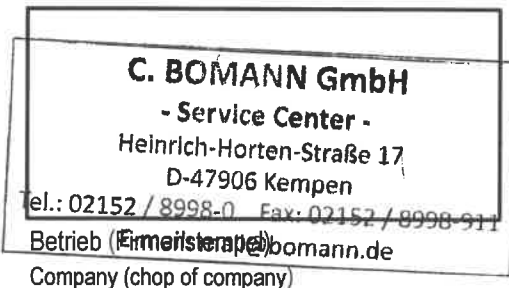 C. BOMANN GmbH
- Service Center -
Heinrich-Horten-Straße 17
D-47906 Kempen
Tel.: 02152 / 8998-0 Fax: 02152 / 8998-911
Betrieb (Firmenstempel) bomann.de
Company (chop of company)